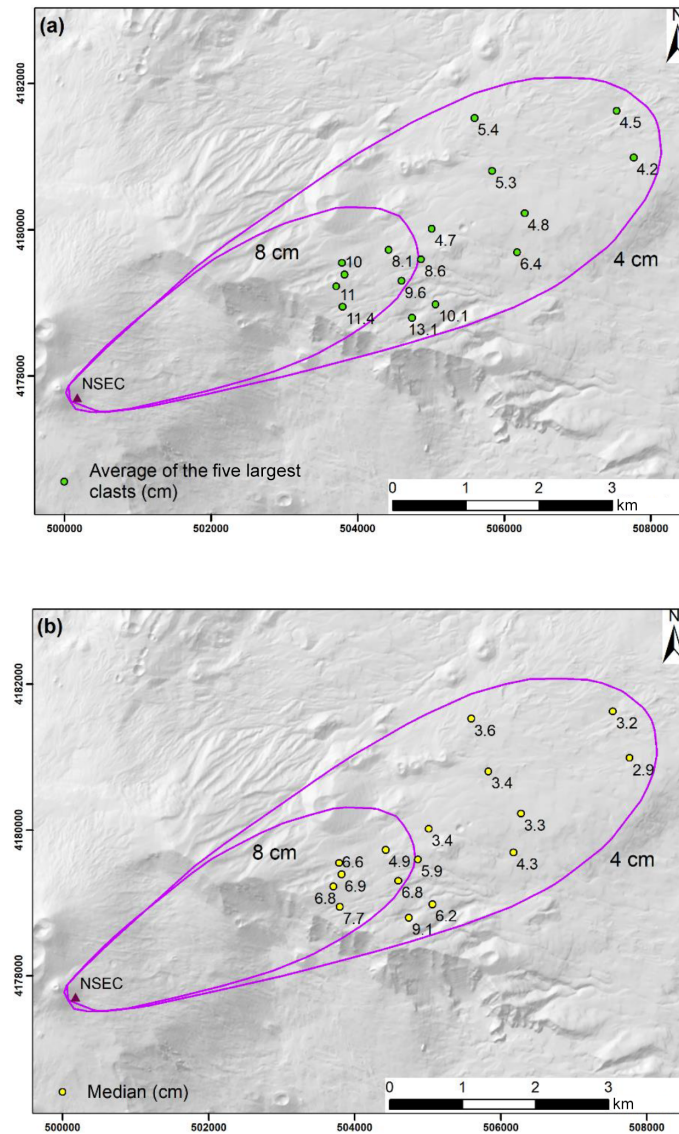 (a)
N
4182000
4180000
4178000
5.4
4.5
4.2
5.3
4.8
4.7
6.4
8 cm
8.1
8.6
4 cm
10
9.6
11
10.1
11.4
13.1
NSEC
Average of the five largest
clasts (cm)
0 1 2 3
km
500000 502000 504000 506000 508000
(b)
N
4182000
4180000
4178000
3.2
3.6
2.9
3.4
3.3
3.4
4.3
8 cm
4.9
5.9
4 cm
6.6
6.9
6.8
6.8
6.2
7.7
9.1
NSEC
Median (cm)
0 1 2 3
km
500000 502000 504000 506000 508000